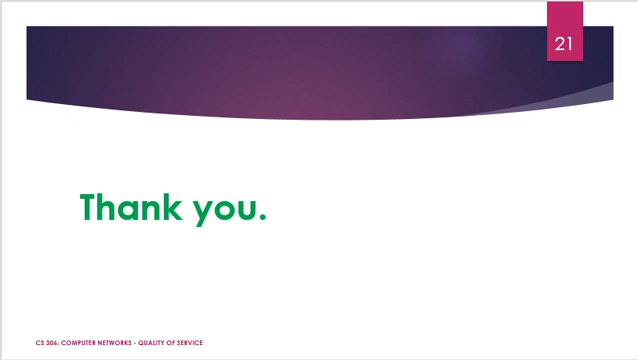 21
Thank you.
CS 306: COMPUTER NETWORKS - QUALITY OF SERVICE